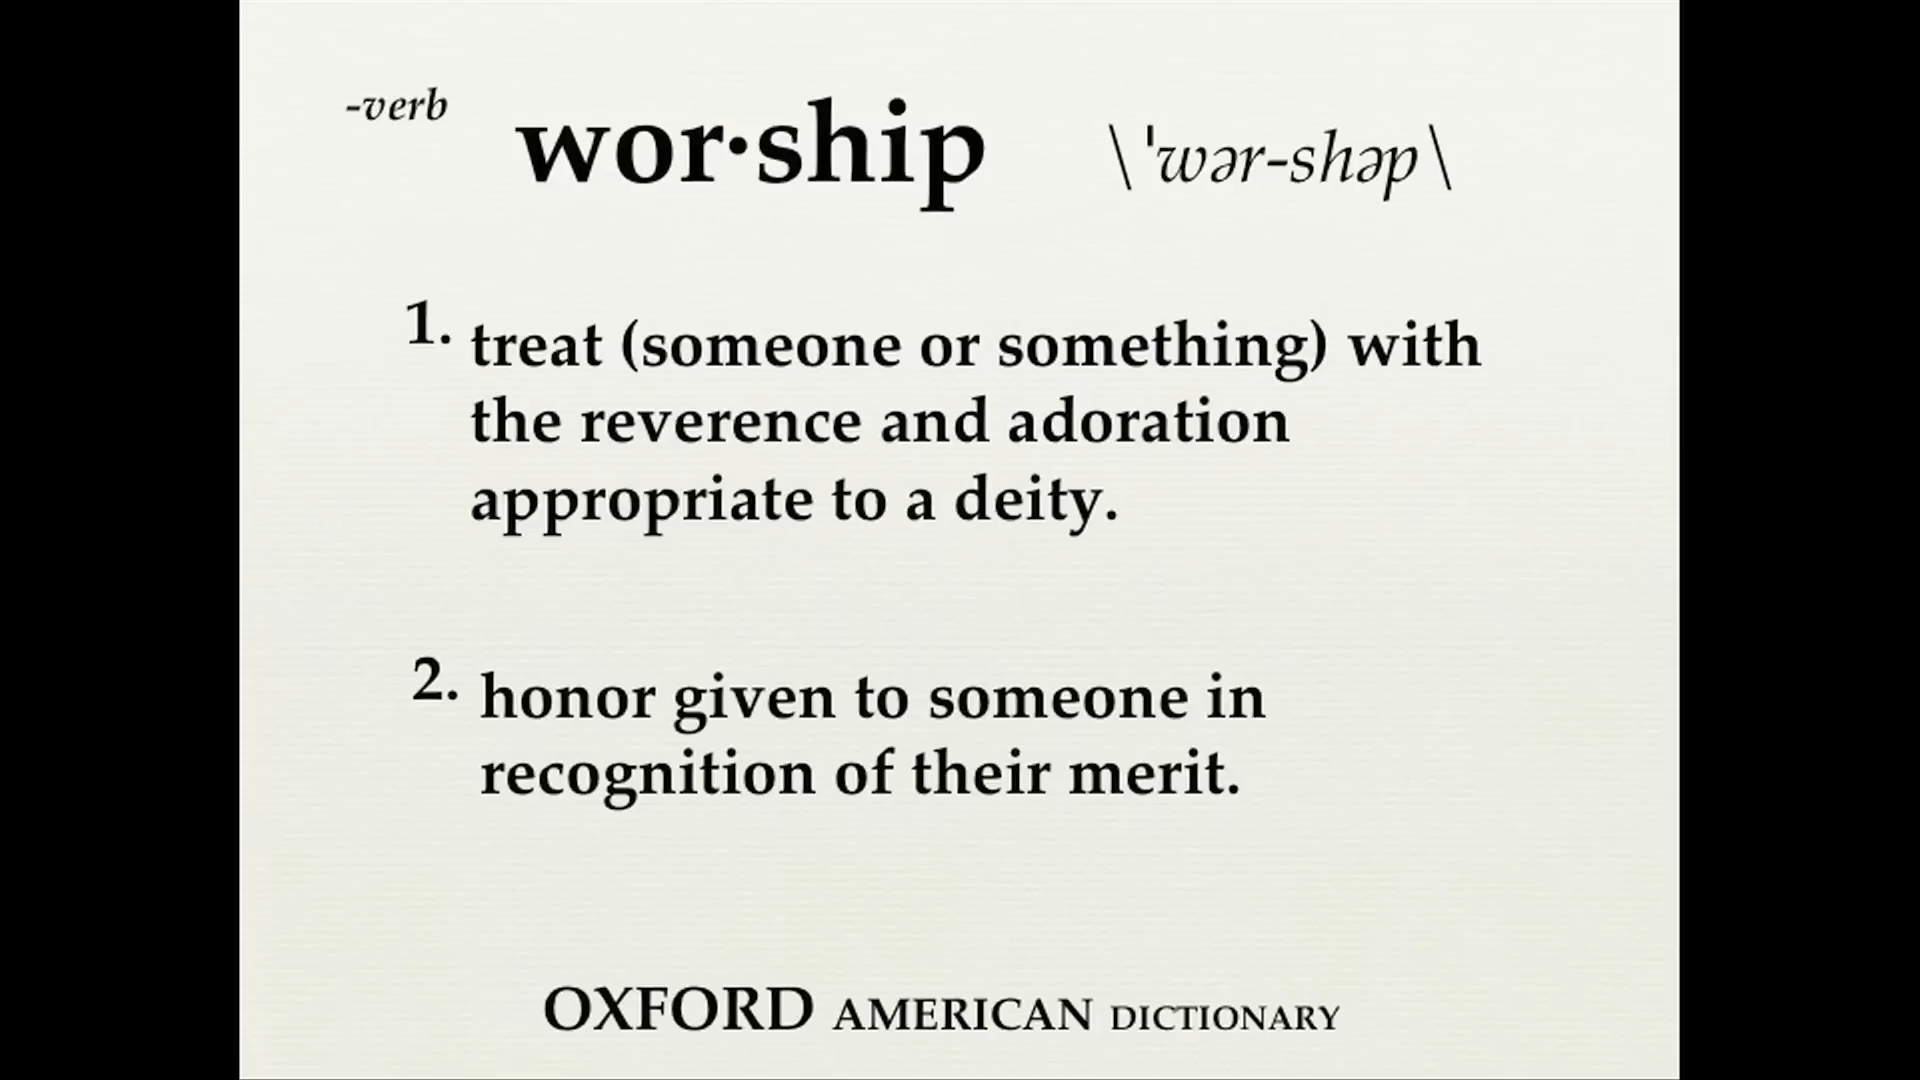 -verb
wor·ship
\ ˈwər-shəp\
1. treat (someone or something) with
the reverence and adoration
appropriate to a deity.
2. honor given to someone in
recognition of their merit.
OXFORD AMERICAN DICTIONARY